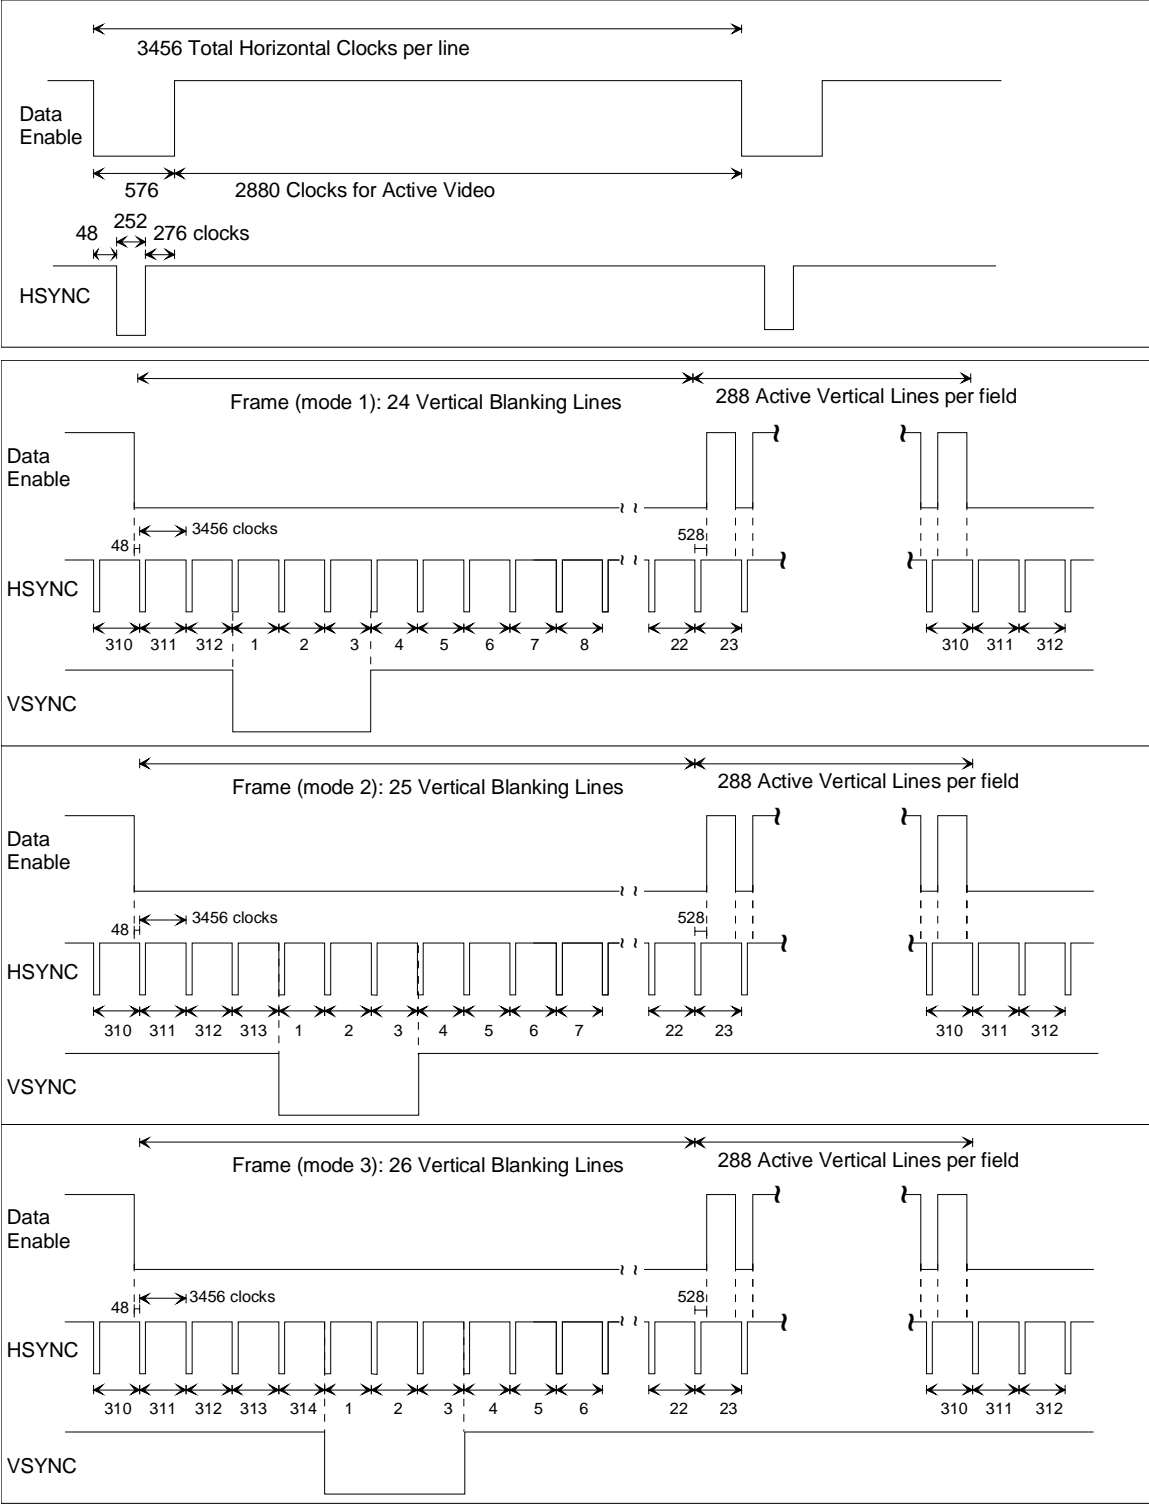 3456 Total Horizontal Clocks per line
Data
Enable
576
2880 Clocks for Active Video
48
252
276 clocks
HSYNC
Frame (mode 1): 24 Vertical Blanking Lines
288 Active Vertical Lines per field
Data
Enable
48
3456 clocks
528
HSYNC
310 311 312 1 2 3 4 5 6 7 8 22 23 310 311 312
VSYNC
Frame (mode 2): 25 Vertical Blanking Lines
288 Active Vertical Lines per field
Data
Enable
48
3456 clocks
528
HSYNC
310 311 312 313 1 2 3 4 5 6 7 22 23 310 311 312
VSYNC
Frame (mode 3): 26 Vertical Blanking Lines
288 Active Vertical Lines per field
Data
Enable
48
3456 clocks
528
HSYNC
310 311 312 313 314 1 2 3 4 5 6 22 23 310 311 312
VSYNC